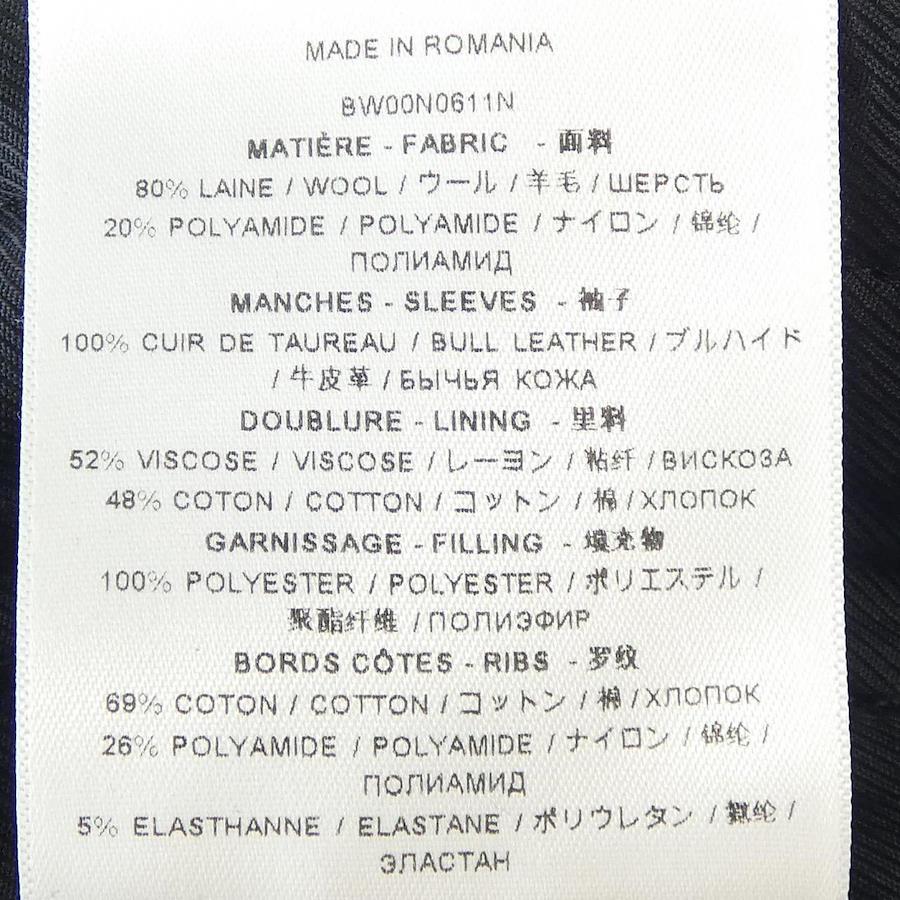 MADE IN ROMANIA
BW00N0611N
MATIÈRE - FABRIC - 面料
80% LAINE / WOOL / ウール / 羊毛 / ШЕРСТЬ
20% POLYAMIDE / POLYAMIDE / ナイロン / 锦纶 /
ПОЛИАМИД
MANCHES - SLEEVES - 袖子
100% CUIR DE TAUREAU / BULL LEATHER / ブルハイド
/ 牛皮革 / БЫЧЬЯ КОЖА
DOUBLURE - LINING - 里料
52% VISCOSE / VISCOSE / レーヨン / 粘纤 / ВИСКОЗА
48% COTON / COTTON / コットン / 棉 / ХЛОПОК
GARNISSAGE - FILLING - 填充物
100% POLYESTER / POLYESTER / ポリエステル /
聚酯纤维 / ПОЛИЭФИР
BORDS CÔTES - RIBS - 罗纹
69% COTON / COTTON / コットン / 棉 / ХЛОПОК
26% POLYAMIDE / POLYAMIDE / ナイロン / 锦纶 /
ПОЛИАМИД
5% ELASTHANNE / ELASTANE / ポリウレタン / 氨纶 /
ЭЛАСТАН